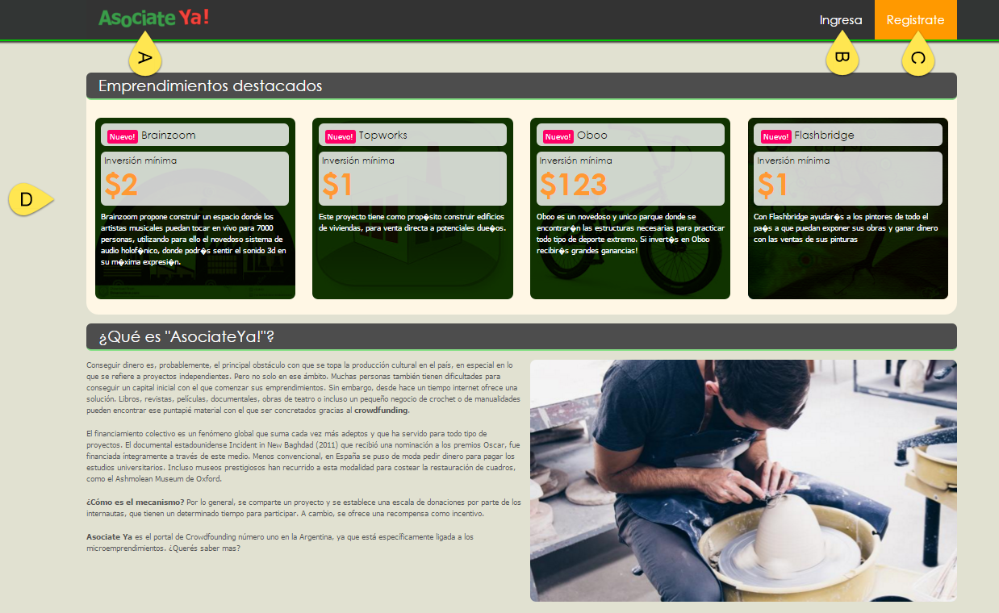 Asociate Ya!
Ingresa
Registrate
A
B
C
Emprendimientos destacados
Nuevo! Brainzoom
Inversión mínima
$2
Brainzoom propone construir un espacio donde los
artistas musicales puedan tocar en vivo para 7000
personas, utilizando para ello el novedoso sistema de
audio holof�nico, donde podr�s sentir el sonido 3d en
su m�xima expresi�n.
Nuevo! Topworks
Inversión mínima
$1
Este proyecto tiene como prop�sito construir edificios
de viviendas, para venta directa a potenciales due�os.
Nuevo! Oboo
Inversión mínima
$123
Oboo es un novedoso y unico parque donde se
encontrar�n las estructuras necesarias para practicar
todo tipo de deporte extremo. Si invert�s en Oboo
recibir�s grandes ganancias!
Nuevo! Flashbridge
Inversión mínima
$1
Con Flashbridge ayudar�s a los pintores de todo el
pa�s a que puedan exponer sus obras y ganar dinero
con las ventas de sus pinturas
D
¿Qué es "AsociateYa!"?
Conseguir dinero es, probablemente, el principal obstáculo con que se topa la producción cultural en el país, en especial en lo
que se refiere a proyectos independientes. Pero no solo en ese ámbito. Muchas personas también tienen dificultades para
conseguir un capital inicial con el que comenzar sus emprendimientos. Sin embargo, desde hace un tiempo internet ofrece una
solución. Libros, revistas, películas, documentales, obras de teatro o incluso un pequeño negocio de crochet o de manualidades
pueden encontrar ese puntapié material con el que ser concretados gracias al crowdfunding.
El financiamiento colectivo es un fenómeno global que suma cada vez más adeptos y que ha servido para todo tipo de
proyectos. El documental estadounidense Incident in New Baghdad (2011) que recibió una nominación a los premios Oscar, fue
financiada íntegramente a través de este medio. Menos convencional, en España se puso de moda pedir dinero para pagar los
estudios universitarios. Incluso museos prestigiosos han recurrido a esta modalidad para costear la restauración de cuadros,
como el Ashmolean Museum de Oxford.
¿Cómo es el mecanismo? Por lo general, se comparte un proyecto y se establece una escala de donaciones por parte de los
internautas, que tienen un determinado tiempo para participar. A cambio, se ofrece una recompensa como incentivo.
Asociate Ya es el portal de Crowdfounding número uno en la Argentina, ya que está específicamente ligada a los
microemprendimientos. ¿Querés saber mas?